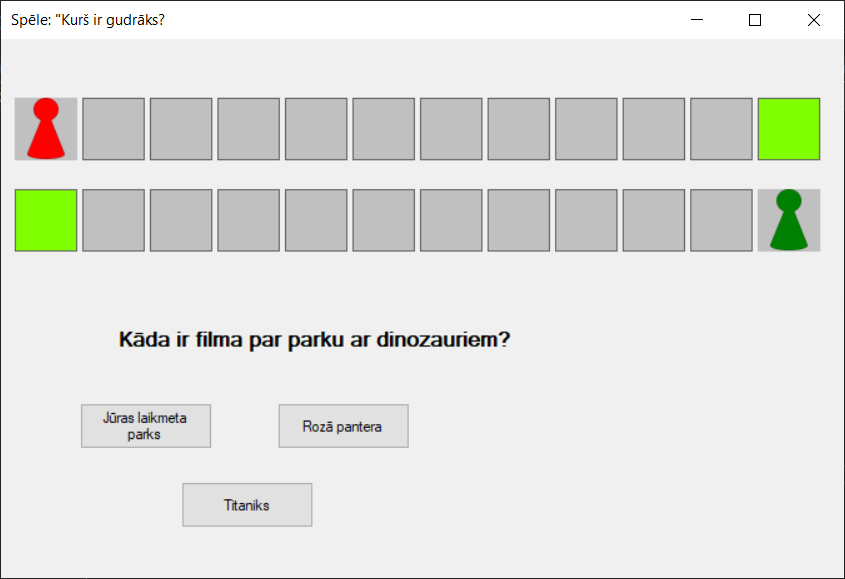 Spēle: "Kurš ir gudrāks?
Kāda ir filma par parku ar dinozauriem?
Jūras laikmeta
parks
Rozā pantera
Titaniks